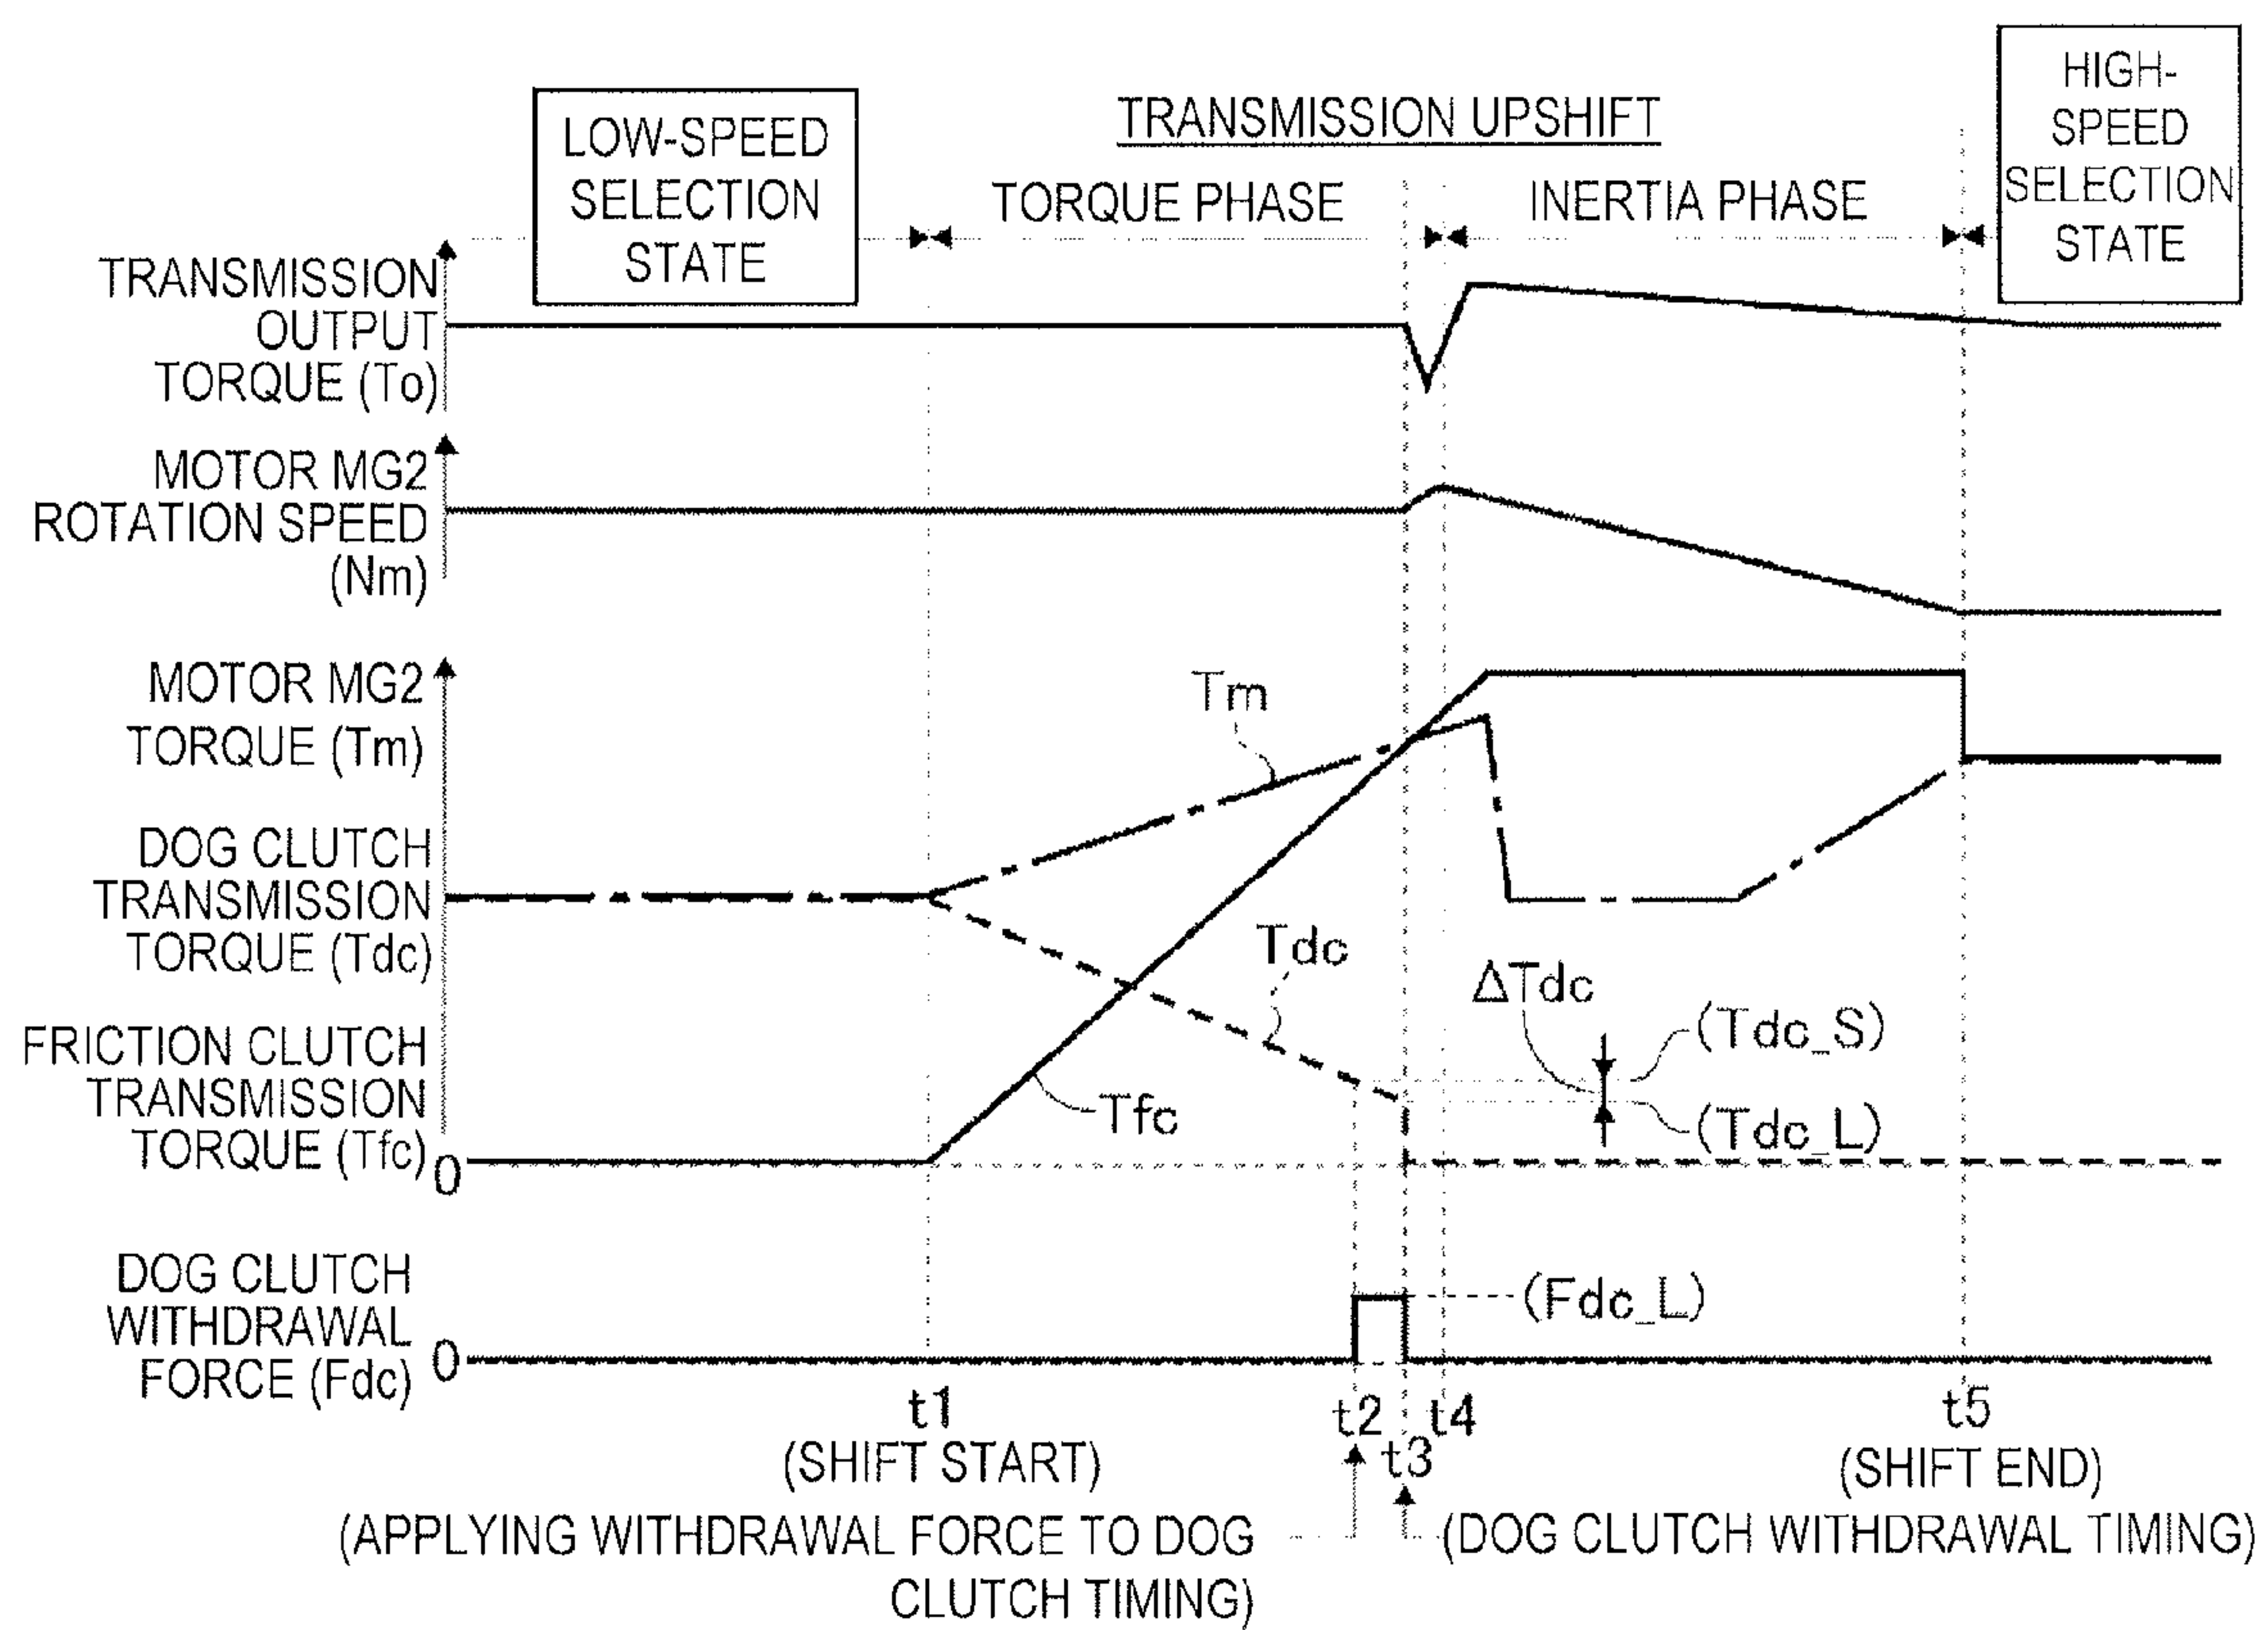 TRANSMISSION UPSHIFT
LOW-SPEED
SELECTION
STATE
HIGH-
SPEED
SELECTION
STATE
TORQUE PHASE
INERTIA PHASE
TRANSMISSION
OUTPUT
TORQUE (To)
MOTOR MG2
ROTATION SPEED
(Nm)
MOTOR MG2
TORQUE (Tm)
Tm
DOG CLUTCH
TRANSMISSION
TORQUE (Tdc)
Tdc
ΔTdc
(Tdc_S)
(Tdc_L)
FRICTION CLUTCH
TRANSMISSION
TORQUE (Tfc)
0
Tfc
DOG CLUTCH
WITHDRAWAL
FORCE (Fdc)
0
(Fdc_L)
t1
t2
t3
t4
t5
(SHIFT START)
(SHIFT END)
(APPLYING WITHDRAWAL FORCE TO DOG
CLUTCH TIMING)
(DOG CLUTCH WITHDRAWAL TIMING)